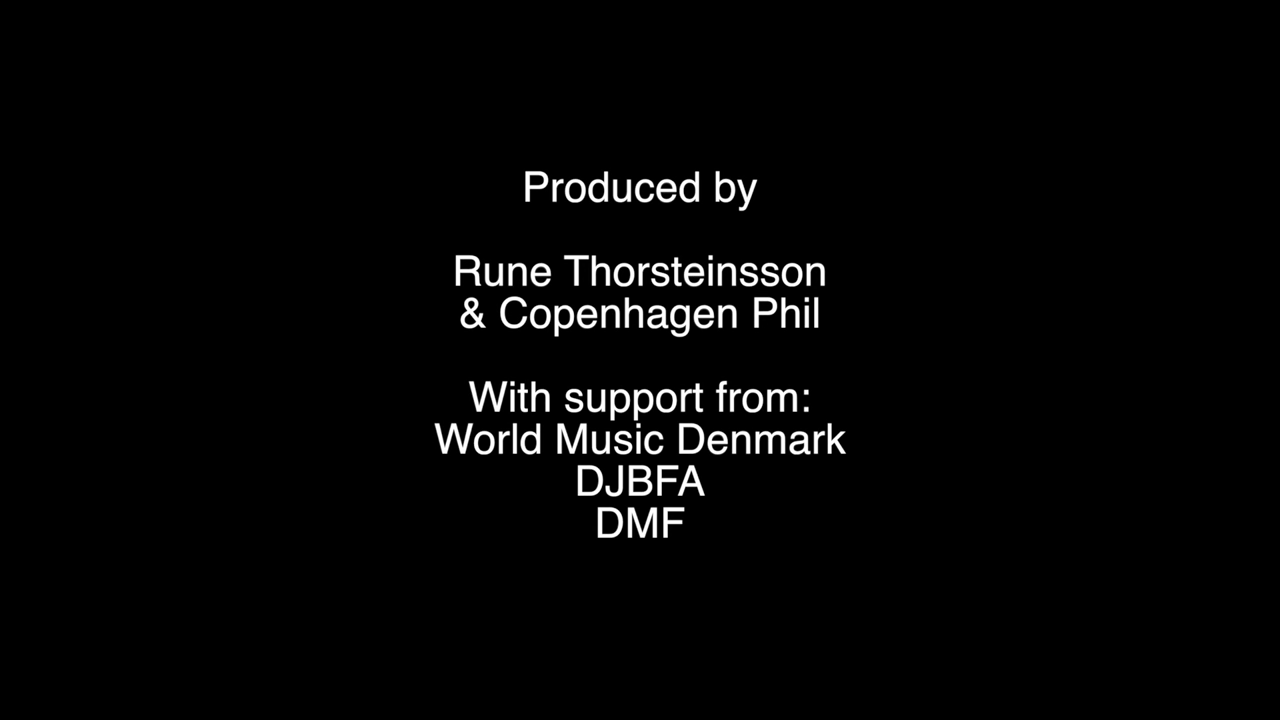 Produced by
Rune Thorsteinsson
& Copenhagen Phil
With support from:
World Music Denmark
DJBFA
DMF